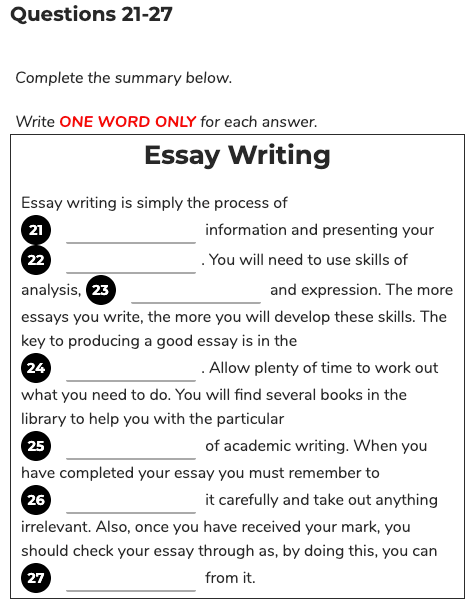 Questions 21-27
Complete the summary below.
Write ONE WORD ONLY for each answer.
Essay Writing
Essay writing is simply the process of
21 ______________ information and presenting your
22 ______________ . You will need to use skills of
analysis, 23 ______________ and expression. The more
essays you write, the more you will develop these skills. The
key to producing a good essay is in the
24 ______________ . Allow plenty of time to work out
what you need to do. You will find several books in the
library to help you with the particular
25 ______________ of academic writing. When you
have completed your essay you must remember to
26 ______________ it carefully and take out anything
irrelevant. Also, once you have received your mark, you
should check your essay through as, by doing this, you can
27 ______________ from it.